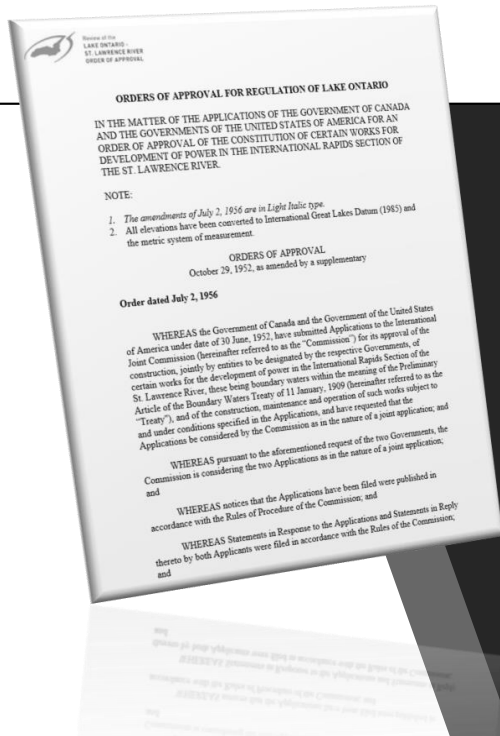 Review of the
LAKE ONTARIO -
ST. LAWRENCE RIVER
ORDER OF APPROVAL
ORDERS OF APPROVAL FOR REGULATION OF LAKE ONTARIO
IN THE MATTER OF THE APPLICATIONS OF THE GOVERNMENT OF CANADA
AND THE GOVERNMENTS OF THE UNITED STATES OF AMERICA FOR AN
ORDER OF APPROVAL OF THE CONSTITUTION OF CERTAIN WORKS FOR
DEVELOPMENT OF POWER IN THE INTERNATIONAL RAPIDS SECTION OF
THE ST. LAWRENCE RIVER.
NOTE:
1. The amendments of July 2, 1956 are in Light Italic type.
2. All elevations have been converted to International Great Lakes Datum (1985) and
the metric system of measurement.
ORDERS OF APPROVAL
October 29, 1952, as amended by a supplementary
Order dated July 2, 1956
WHEREAS the Government of Canada and the Government of the United States
of America under date of 30 June, 1952, have submitted Applications to the International
Joint Commission (hereinafter referred to as the “Commission”) for its approval of the
construction, jointly by entities to be designated by the respective Governments, of
certain works for the development of power in the International Rapids Section of the
St. Lawrence River, these being boundary waters within the meaning of the Preliminary
Article of the Boundary Waters Treaty of 11 January, 1909 (hereinafter referred to as the
“Treaty”), and of the construction, maintenance and operation of such works subject to
and under conditions specified in the Applications, and have requested that the
Applications be considered by the Commission as in the nature of a joint application; and
WHEREAS pursuant to the aforementioned request of the two Governments, the
Commission is considering the two Applications as in the nature of a joint application;
and
WHEREAS notices that the Applications have been filed were published in
accordance with the Rules of Procedure of the Commission; and
WHEREAS Statements in Response to the Applications and Statements in Reply
thereto by both Applicants were filed in accordance with the Rules of the Commission;
and